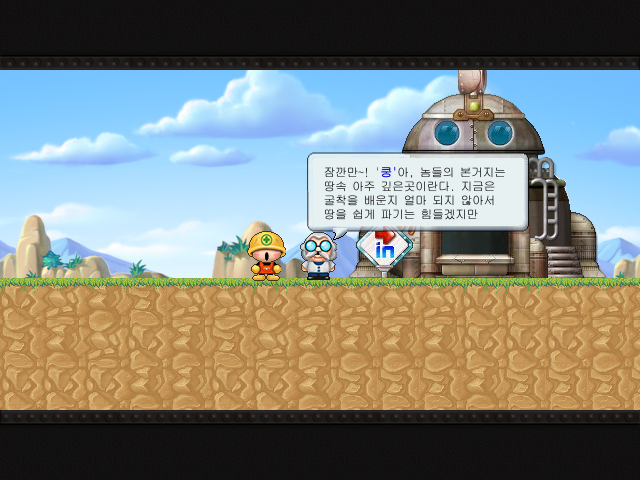 잠깐만~! '쿵'아, 놈들의 본거지는
땅속 아주 깊은곳이란다. 지금은
굴착을 배운지 얼마 되지 않아서
땅을 쉽게 파기는 힘들겠지만
in